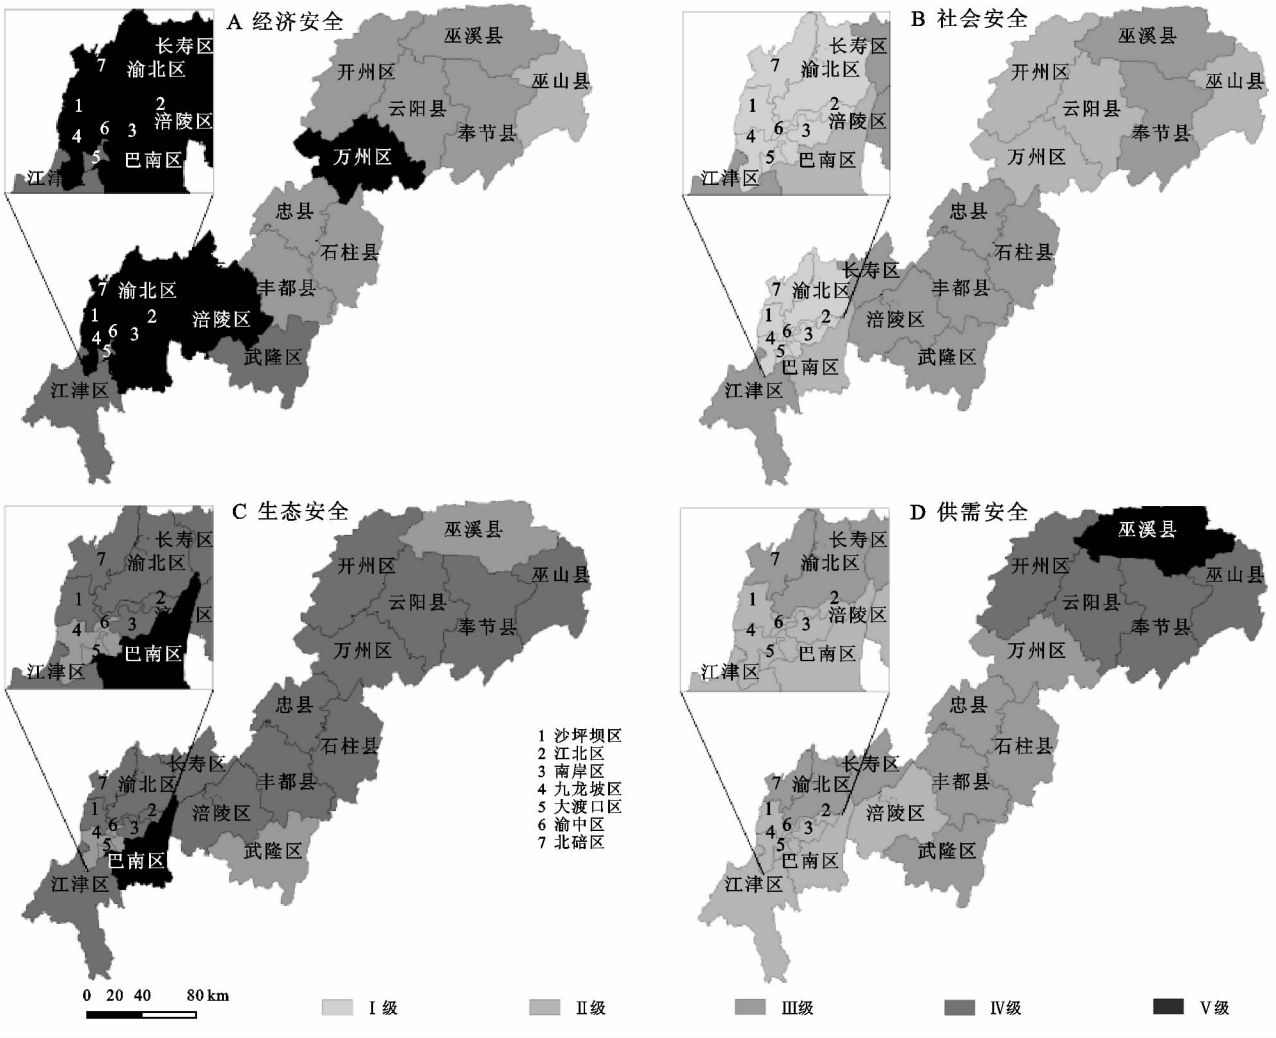 A 经济安全
长寿区
渝北区
7
1
2
涪陵区
4
6
3
5
巴南区
江津
巫溪县
开州区
巫山县
云阳县
奉节县
万州区
忠县
石柱县
丰都县
7
渝北区
1
2
涪陵区
4
6
3
5
武隆区
江津区
B 社会安全
长寿区
渝北区
7
1
2
涪陵区
4
6
3
5
巴南区
江津区
巫溪县
开州区
巫山县
云阳县
奉节县
万州区
忠县
石柱县
长寿区
丰都县
7
渝北区
1
2
涪陵区
4
6
3
5
巴南区
武隆区
江津区
C 生态安全
长寿区
渝北区
7
1
2
区
4
6
3
5
巴南区
江津区
巫溪县
开州区
巫山县
云阳县
奉节县
万州区
忠县
石柱县
长寿区
丰都县
7
渝北区
1
2
涪陵区
4
6
3
5
巴南区
武隆区
江津区
D 供需安全
长寿区
渝北区
7
1
2
涪陵区
4
6
3
5
巴南区
江津区
巫溪县
开州区
巫山县
云阳县
奉节县
万州区
忠县
石柱县
长寿区
丰都县
7
渝北区
1
2
涪陵区
4
6
3
5
巴南区
武隆区
江津区
1 沙坪坝区
2 江北区
3 南岸区
4 九龙坡区
5 大渡口区
6 渝中区
7 北碚区
0 20 40 80 km
Ⅰ级
Ⅱ级
Ⅲ级
Ⅳ级
Ⅴ级